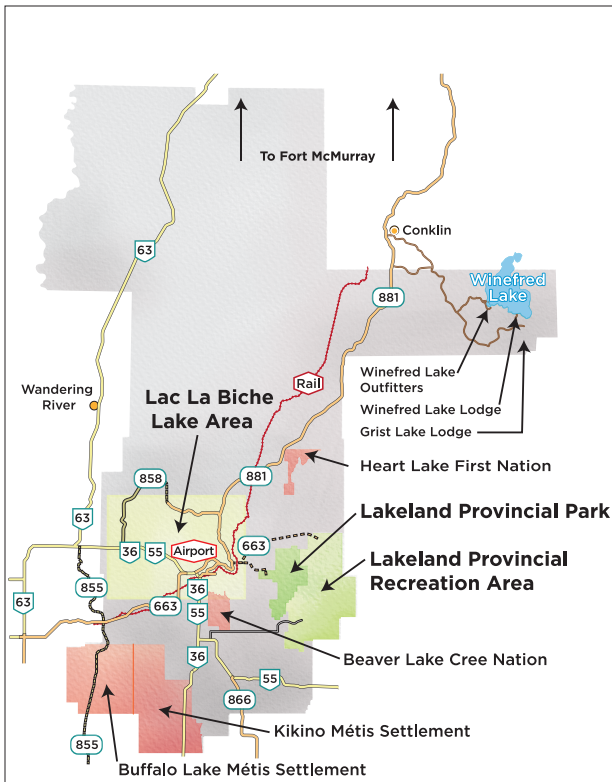 To Fort McMurray
Conklin
63
Winefred
Lake
881
Rail
Winefred Lake
Outfitters
Winefred Lake Lodge
Grist Lake Lodge
Wandering
River
Lac La Biche
Lake Area
Heart Lake First Nation
858
881
Lakeland Provincial Park
63
36
55
Airport
663
Lakeland Provincial
Recreation Area
855
36
63
663
55
Beaver Lake Cree Nation
36
55
866
Kikino Métis Settlement
855
Buffalo Lake Métis Settlement